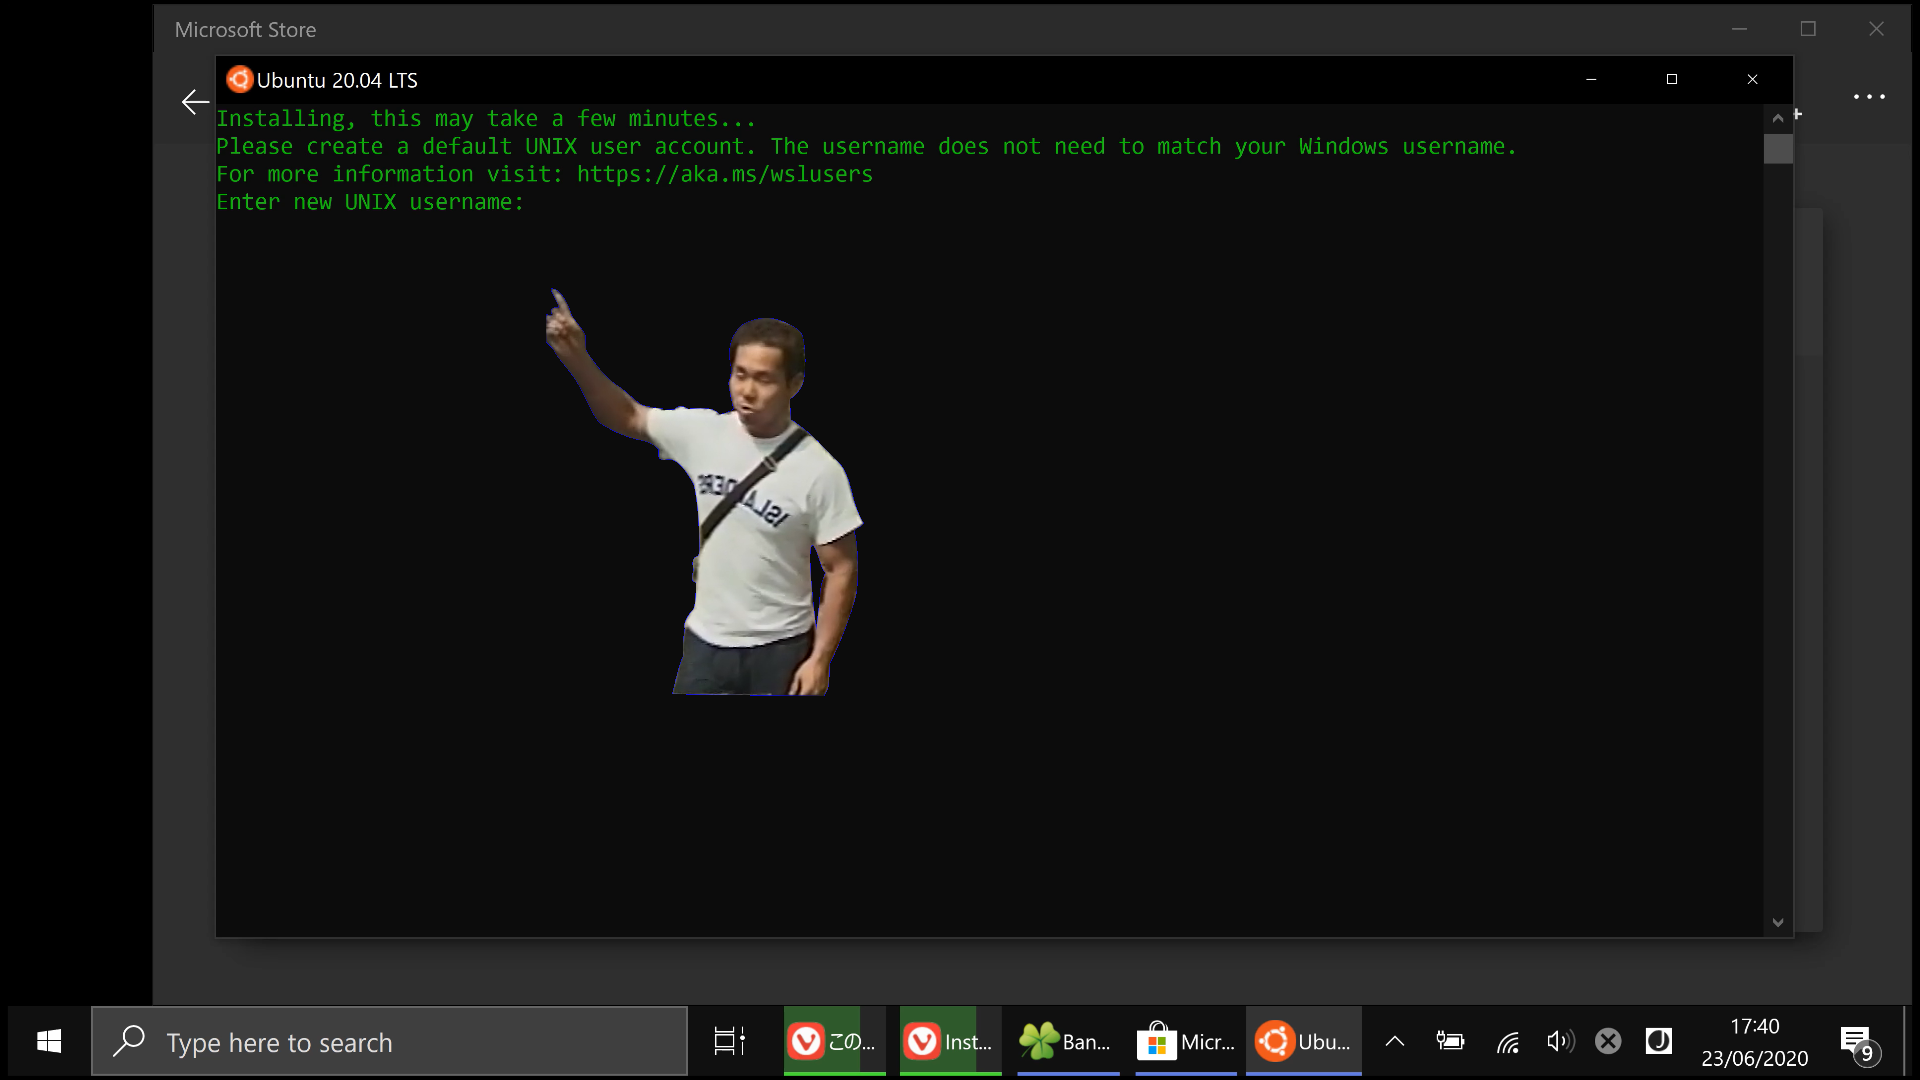 Microsoft Store
Ubuntu 20.04 LTS
Installing, this may take a few minutes...
Please create a default UNIX user account. The username does not need to match your Windows username.
For more information visit: https://aka.ms/wslusers
Enter new UNIX username:
ISLANDERS
Type here to search
この...
Inst...
Ban...
Micr...
Ubu...
17:40
23/06/2020
9